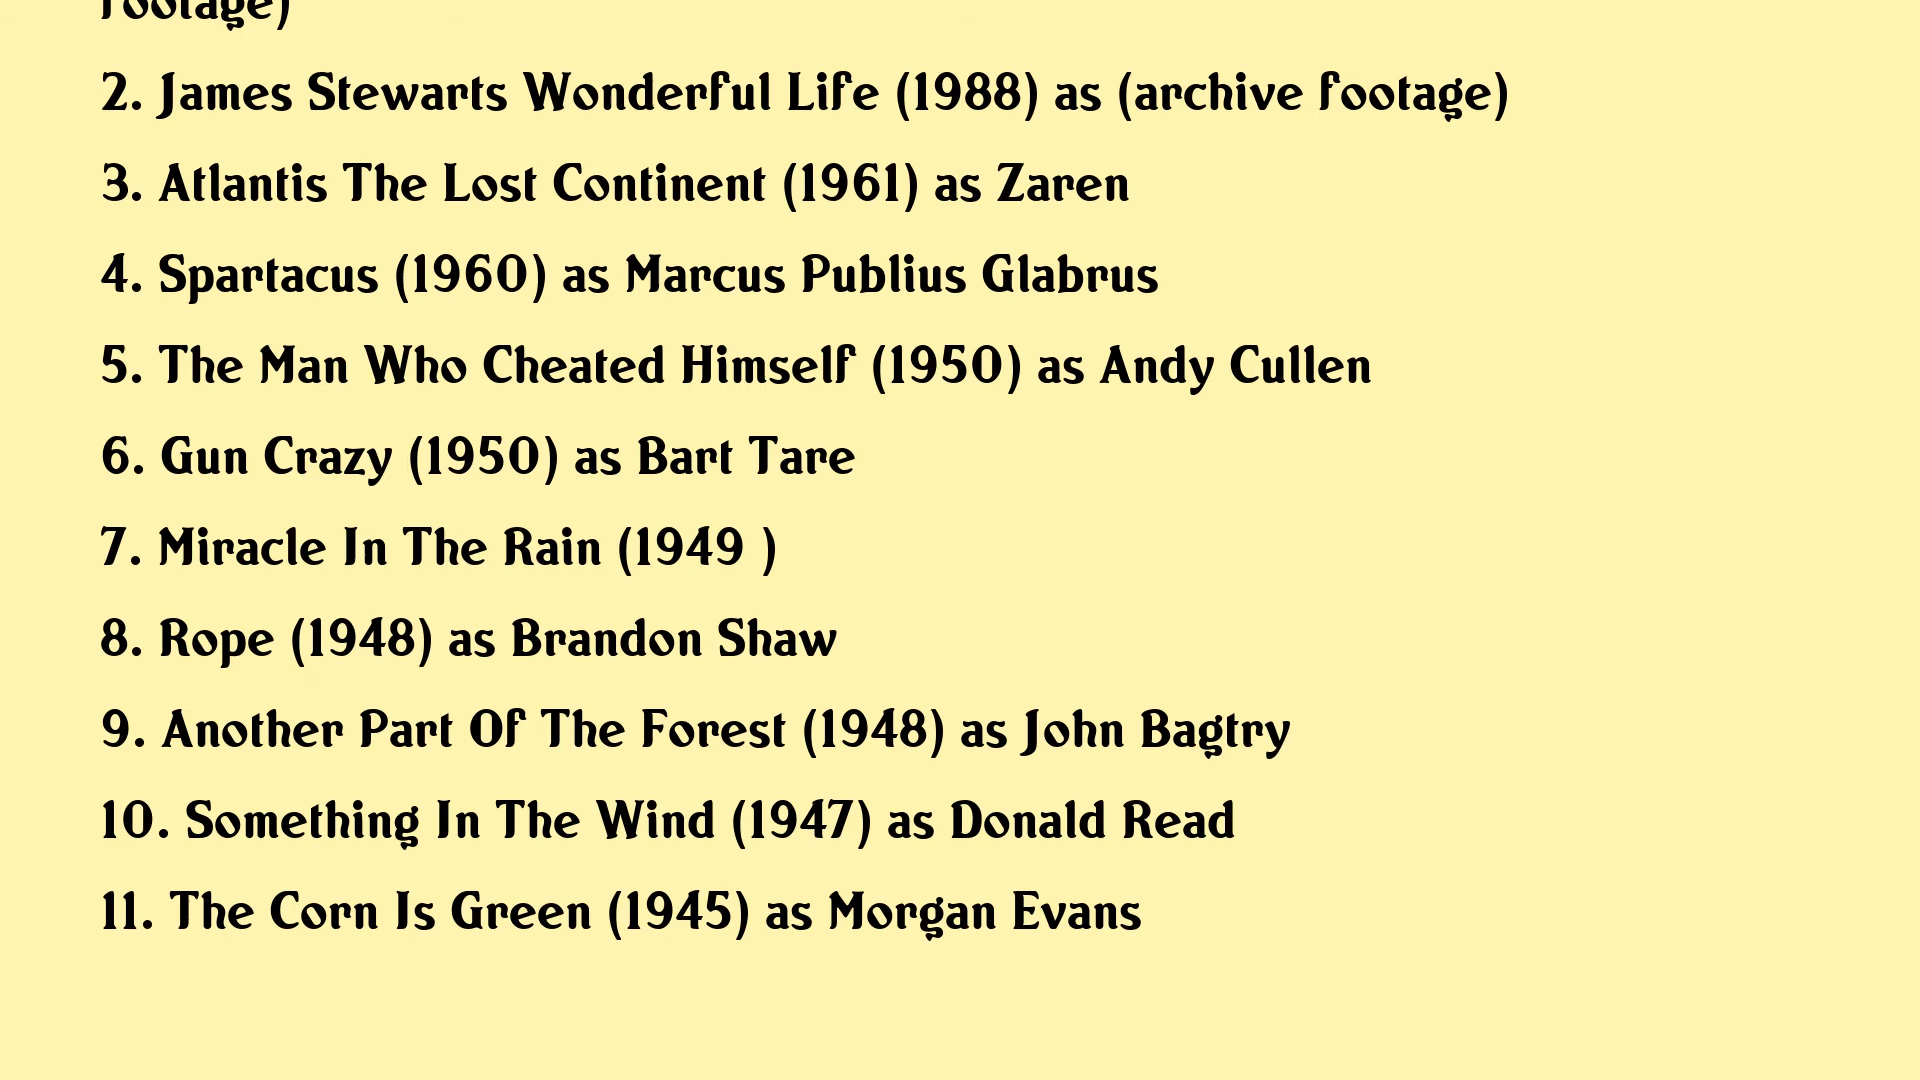 footage)
2. James Stewarts Wonderful Life (1988) as (archive footage)
3. Atlantis The Lost Continent (1961) as Zaren
4. Spartacus (1960) as Marcus Publius Glabrus
5. The Man Who Cheated Himself (1950) as Andy Cullen
6. Gun Crazy (1950) as Bart Tare
7. Miracle In The Rain (1949 )
8. Rope (1948) as Brandon Shaw
9. Another Part Of The Forest (1948) as John Bagtry
10. Something In The Wind (1947) as Donald Read
11. The Corn Is Green (1945) as Morgan Evans